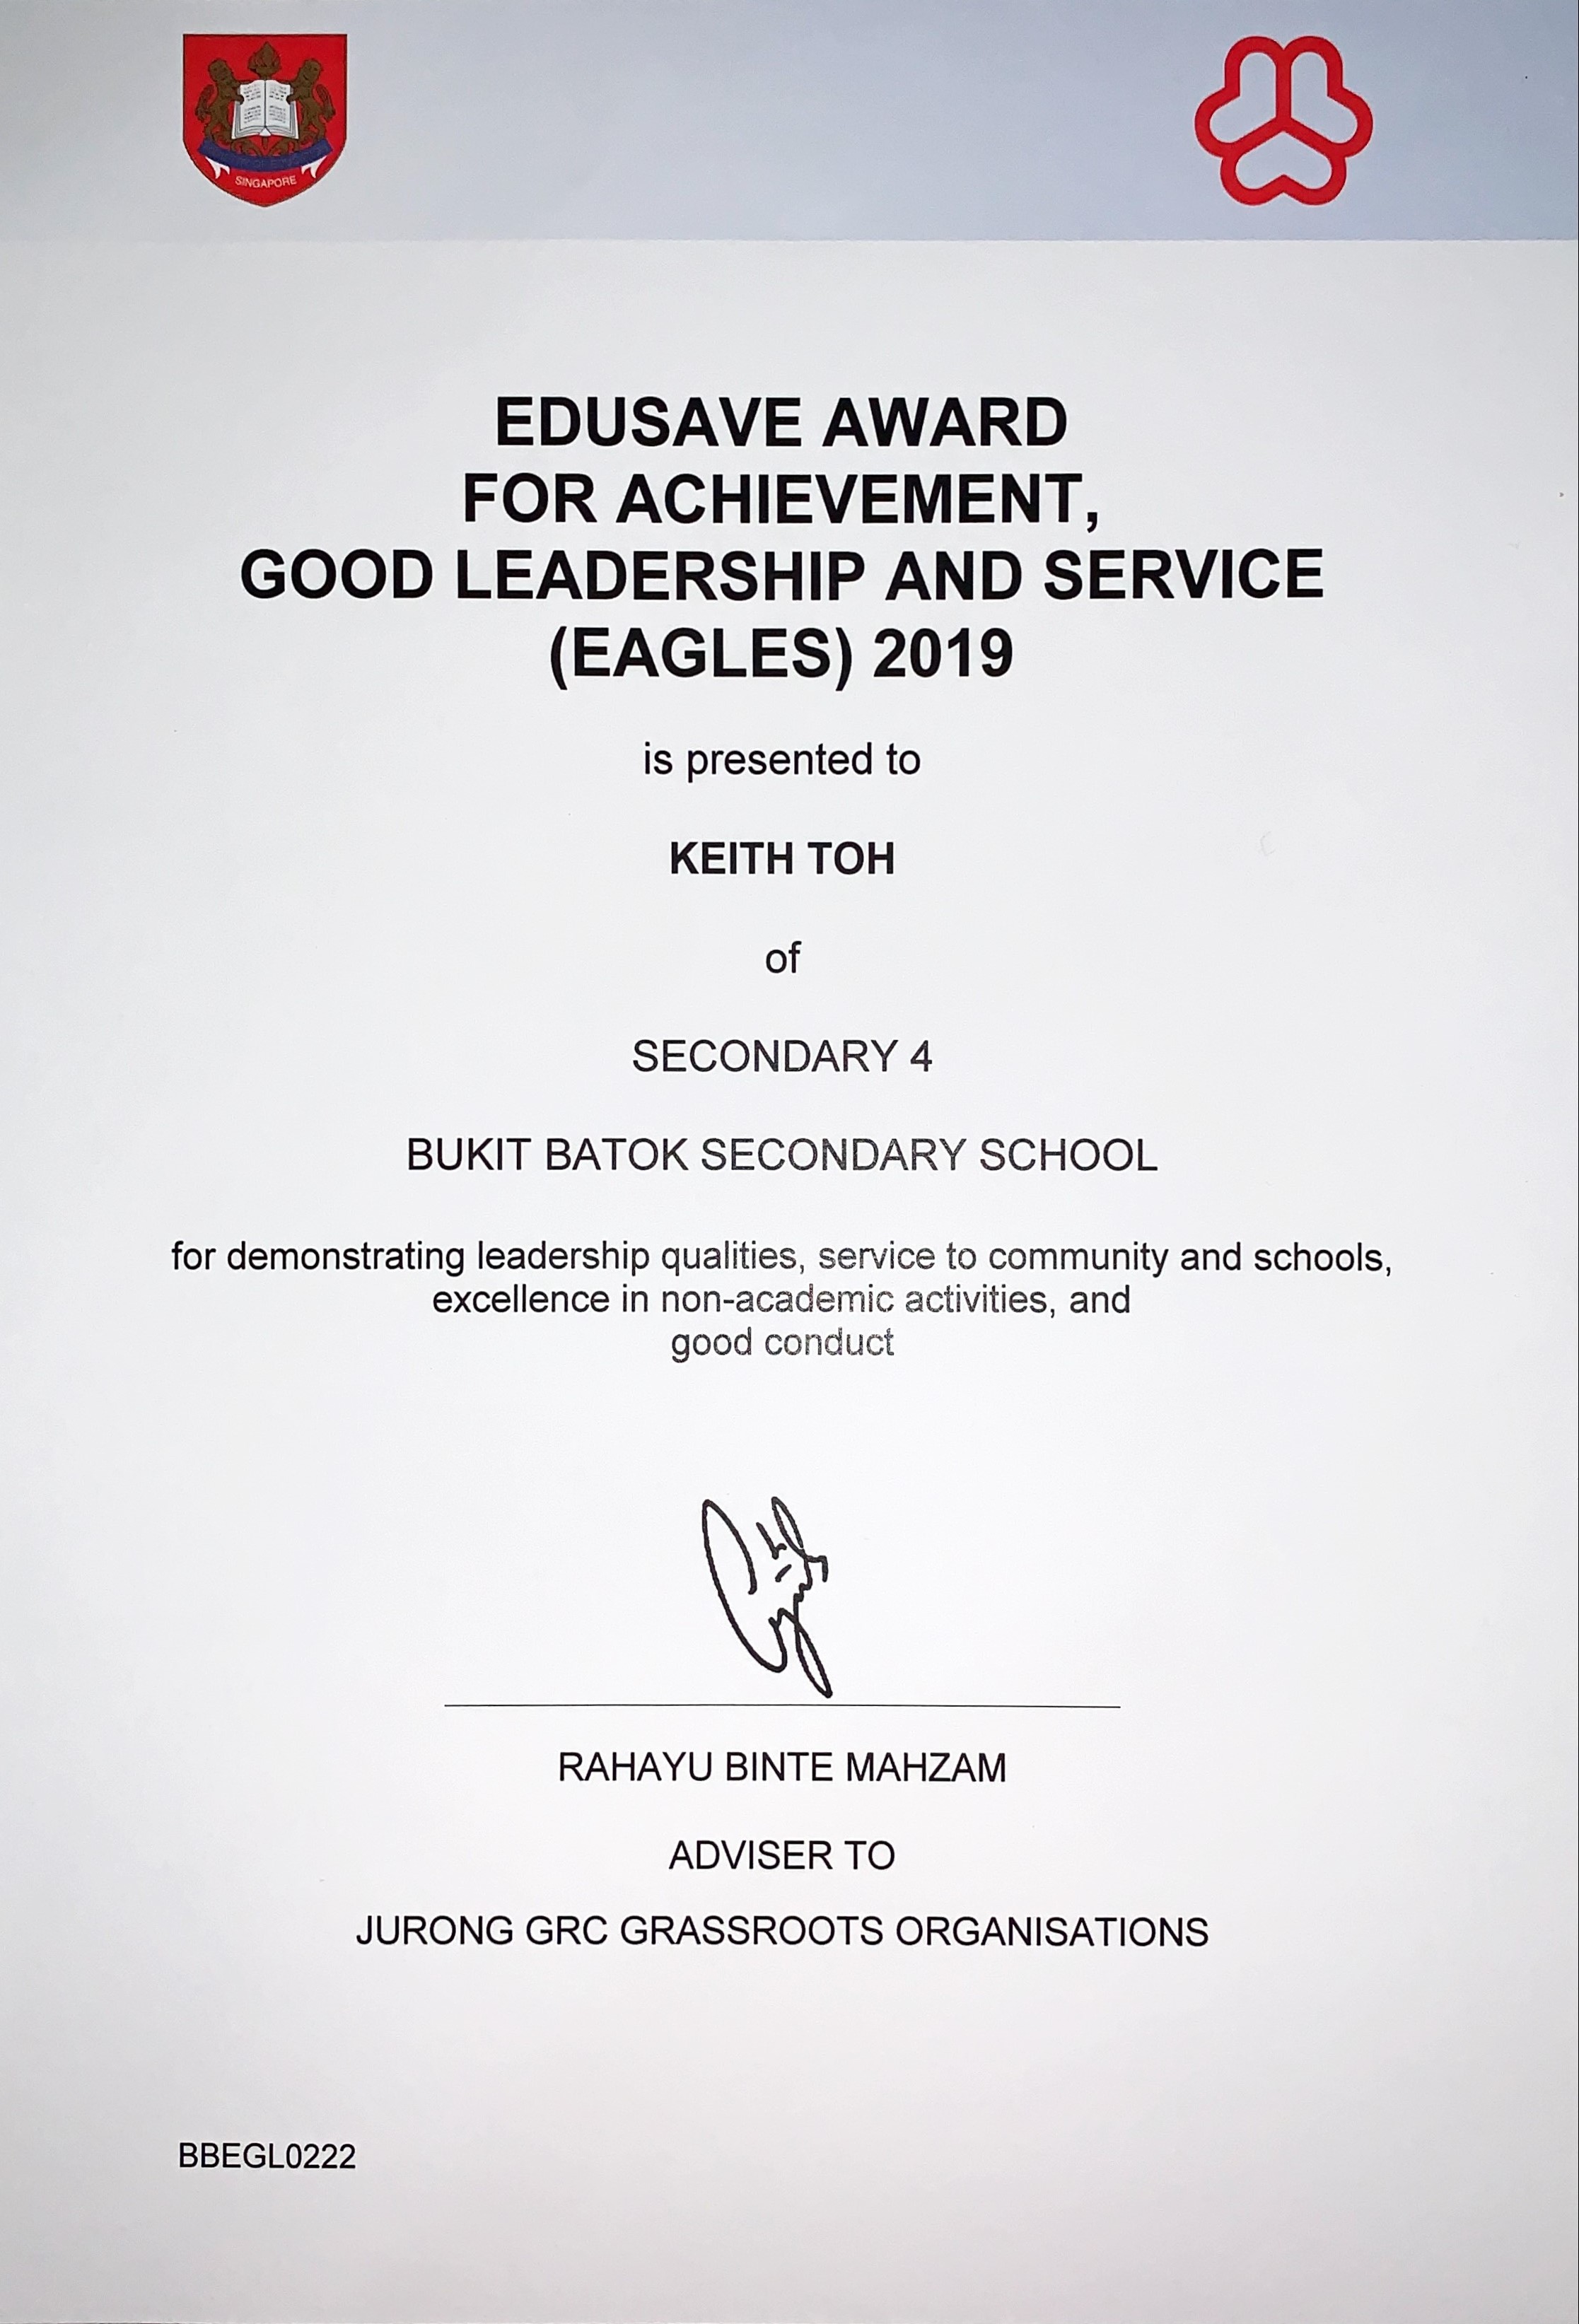 SINGAPORE
EDUSAVE AWARD
FOR ACHIEVEMENT,
GOOD LEADERSHIP AND SERVICE
(EAGLES) 2019
is presented to
KEITH TOH
of
SECONDARY 4
BUKIT BATOK SECONDARY SCHOOL
for demonstrating leadership qualities, service to community and schools,
excellence in non-academic activities, and
good conduct
RAHAYU BINTE MAHZAM
ADVISER TO
JURONG GRC GRASSROOTS ORGANISATIONS
BBEGL0222